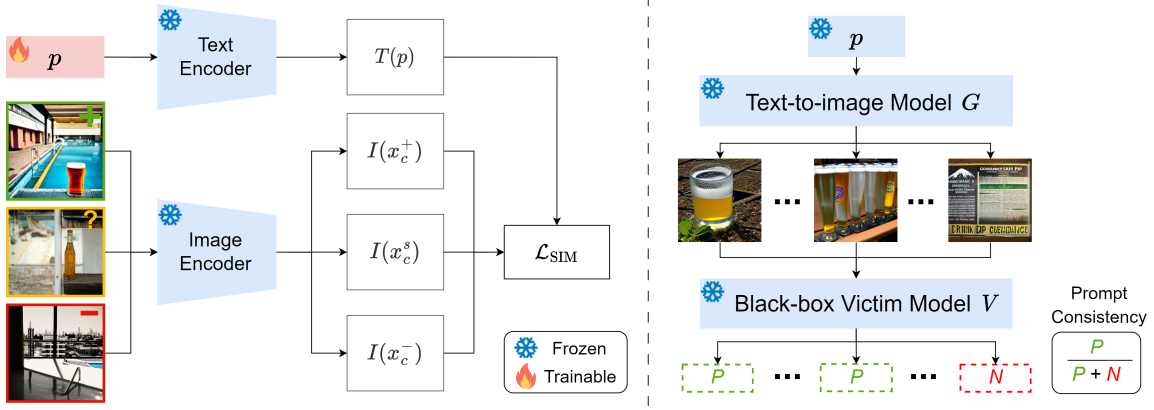 p
Text
Encoder
T(p)
+
I(x_c^+)
?
Image
Encoder
I(x_c^s)
L_SIM
−
I(x_c^-)
Frozen
Trainable
p
Text-to-image Model G
...
...
DRINK
Black-box Victim Model V
Prompt
Consistency
P
...
P
...
N
P
P + N